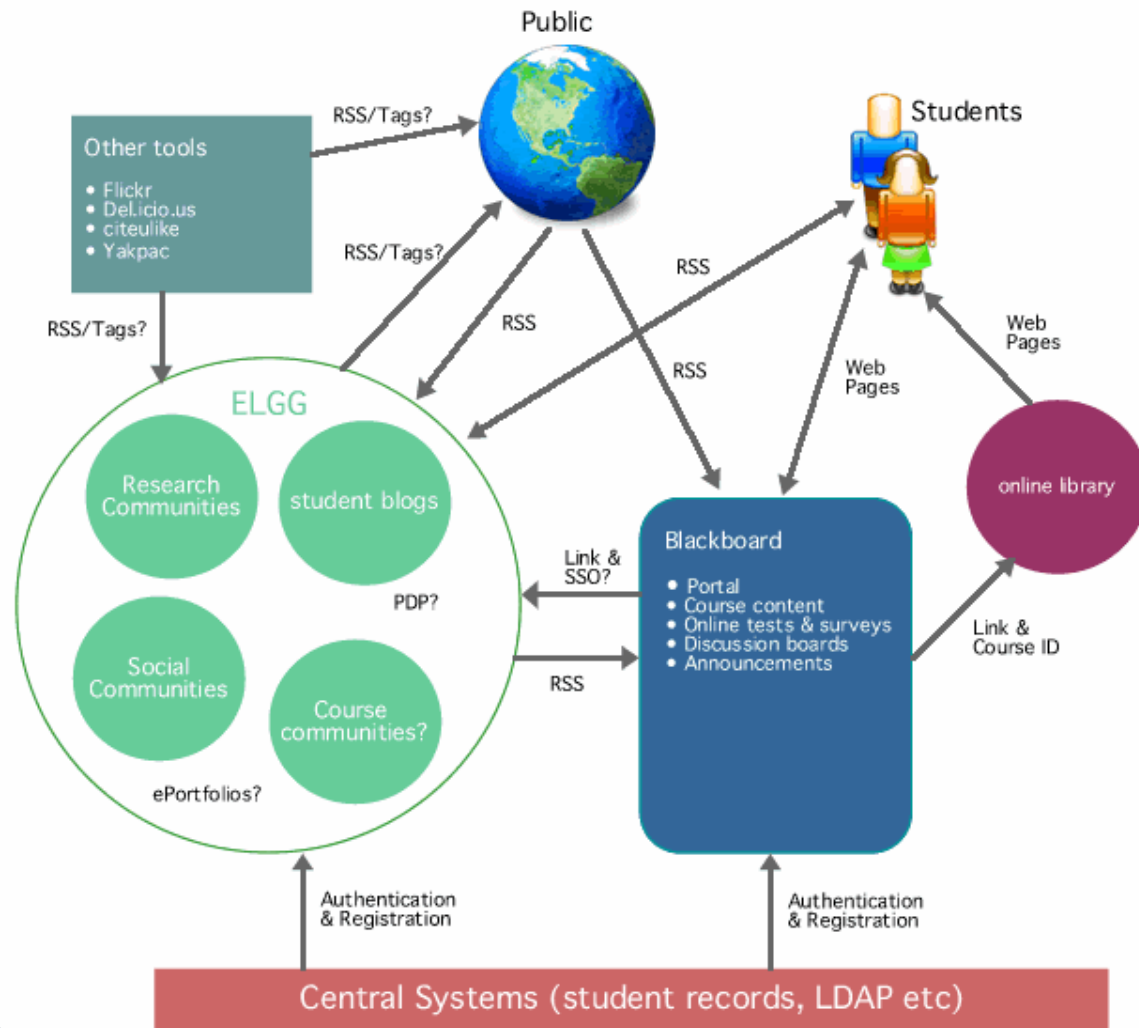 Public
Students
RSS/Tags?
Other tools
• Flickr
• Del.icio.us
• citeulike
• Yakpac
RSS/Tags?
RSS
RSS/Tags?
RSS
Web
Pages
RSS
Web
Pages
ELGG
Research
Communities
student blogs
online library
Blackboard
• Portal
• Course content
• Online tests & surveys
• Discussion boards
• Announcements
Link &
SSO?
PDP?
Link &
Course ID
RSS
Social
Communities
Course
communities?
ePortfolios?
Authentication
& Registration
Authentication
& Registration
Central Systems (student records, LDAP etc)